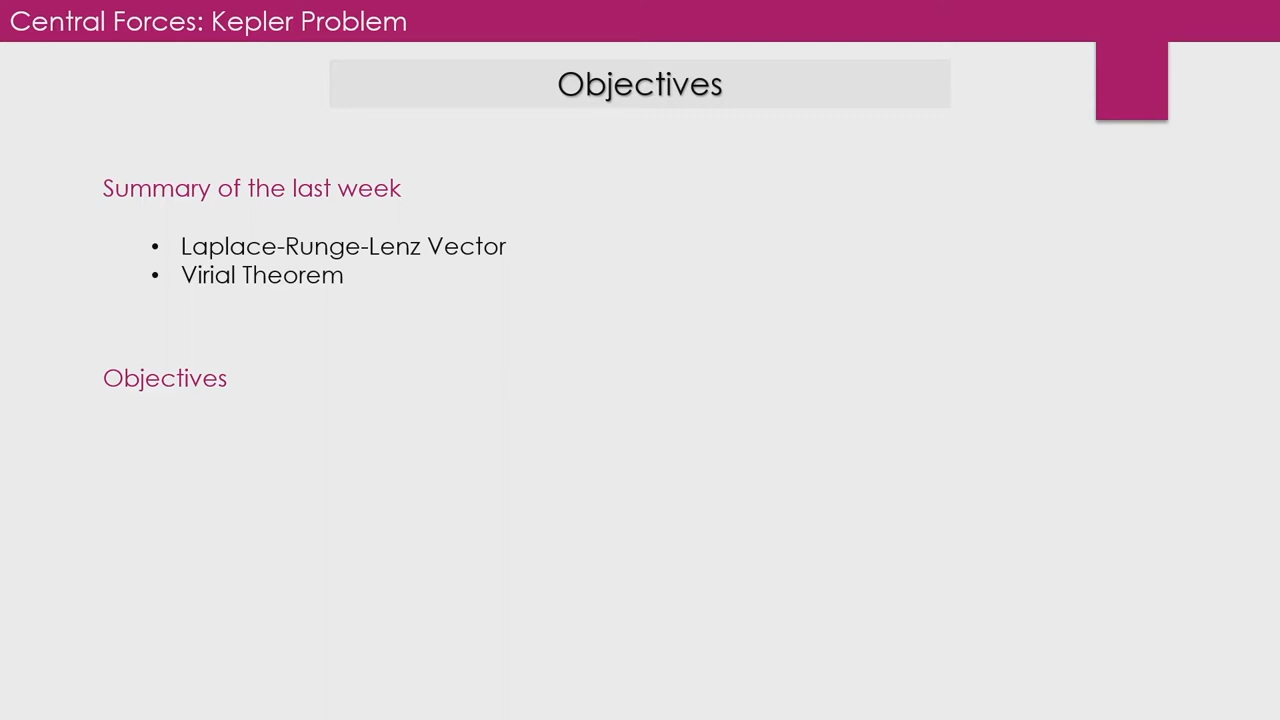 Central Forces: Kepler Problem
Objectives
Summary of the last week
• Laplace-Runge-Lenz Vector
• Virial Theorem
Objectives